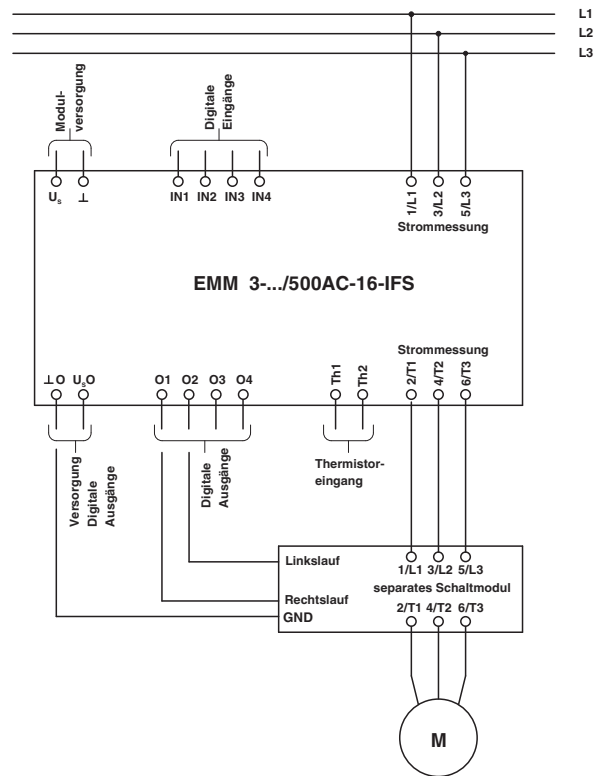 L1
L2
L3
Modul-
versorgung
Digitale
Eingänge
Us ⊥
IN1 IN2 IN3 IN4
1/L1 3/L2 5/L3
Strommessung
EMM 3-.../500AC-16-IFS
Strommessung
⊥O UsO
O1 O2 O3 O4
Th1 Th2
2/T1 4/T2 6/T3
Versorgung
Digitale
Ausgänge
Digitale
Ausgänge
Thermistor-
eingang
Linkslauf
1/L1 3/L2 5/L3
separates Schaltmodul
Rechtslauf
GND
2/T1 4/T2 6/T3
M